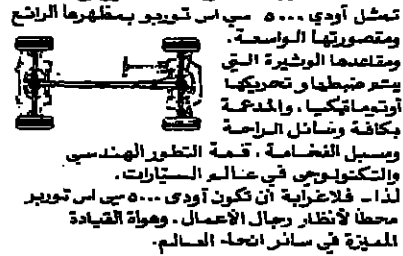 تمثل أودي ٥٠٠٠ سي اس توربو بمظهرها الرائع
ومقصورتها الواسعة.
ومقاعدها الوثيرة التي
يتم ضبطها وتحريكها
أوتوماتيكيا، والمدعمة
بكافة وسائل الراحة
وسبل الفخامة، قمة التطور الهندسي
والتكنولوجي في عالم السيارات.
لذا - فلا غرابة أن تكون أودي ٥٠٠٠ سي اس توربو
محطا لأنظار رجال الأعمال، وهواة القيادة
المميزة في سائر انحاء العالم.